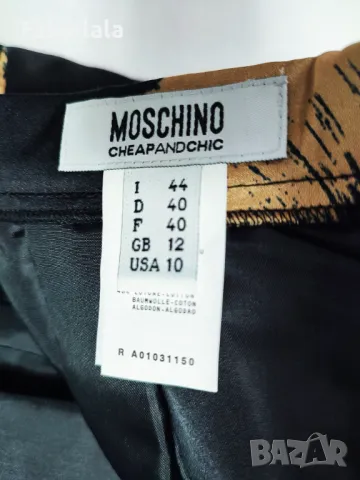 MOSCHINO
CHEAPANDCHIC
I 44
D 40
F 40
GB 12
USA 10
BAUMWOLLE-COTON
ALGODON-ALGODAO
R A01031150
BAZAR